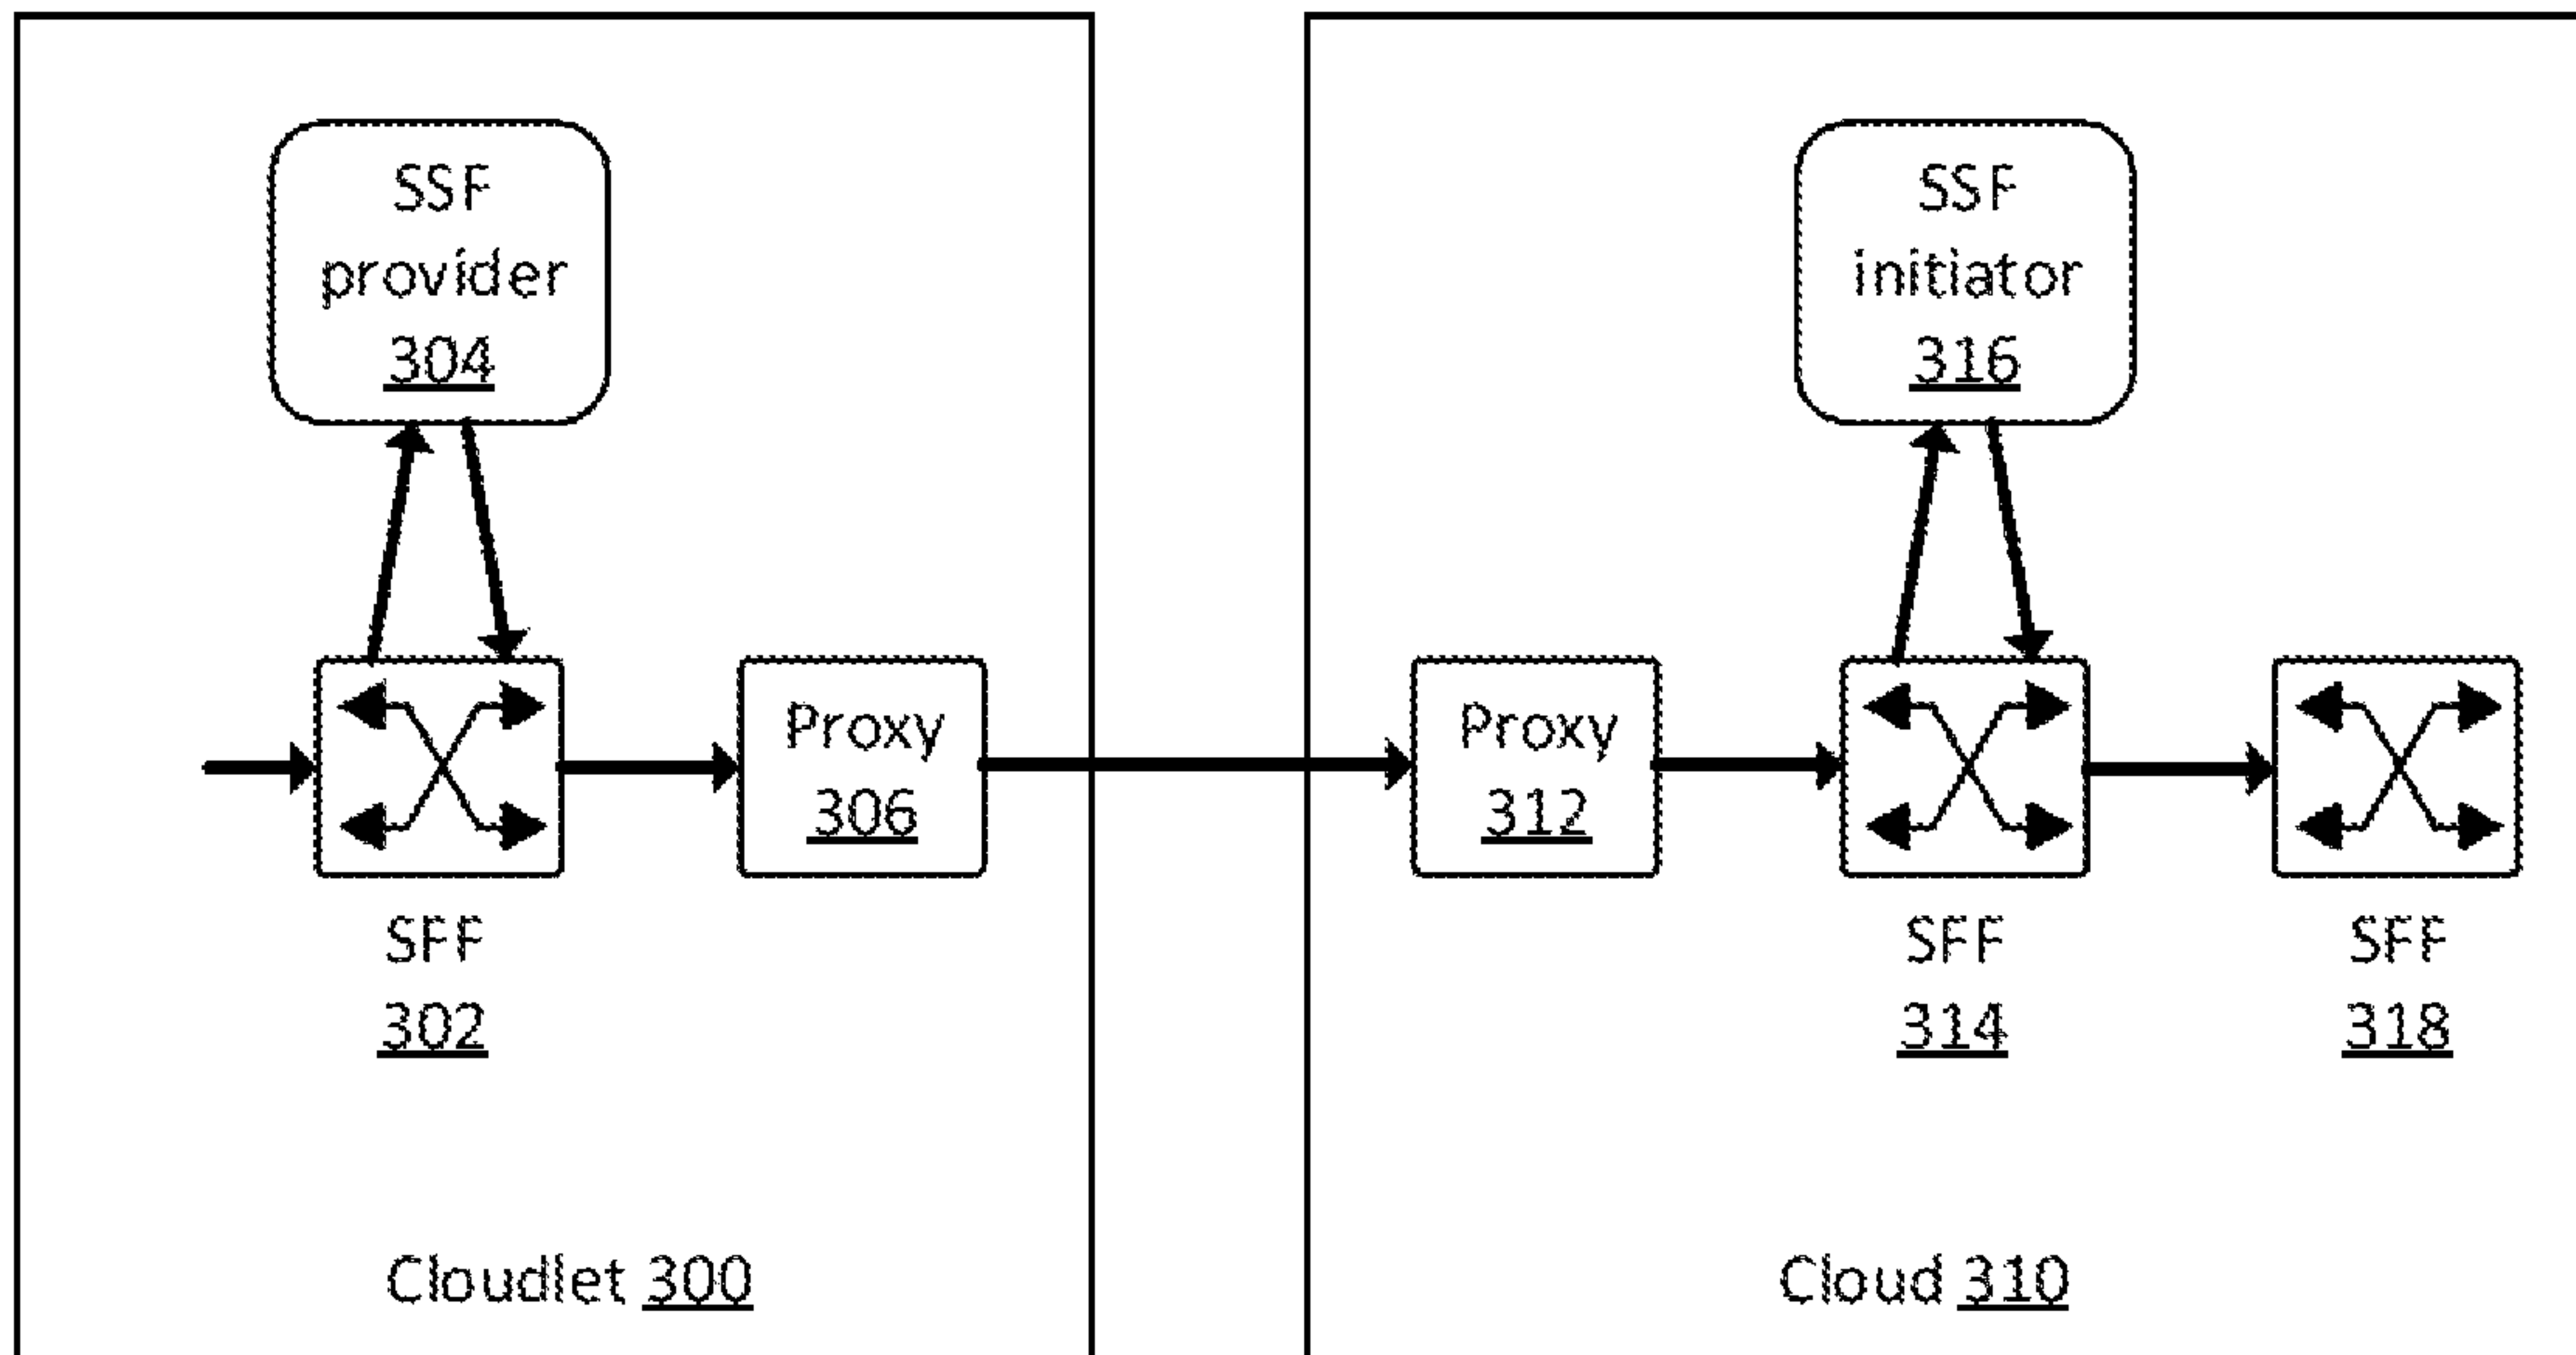 SSF
provider
304
SSF
initiator
316
Proxy
306
Proxy
312
SFF
302
SFF
314
SFF
318
Cloudlet 300
Cloud 310